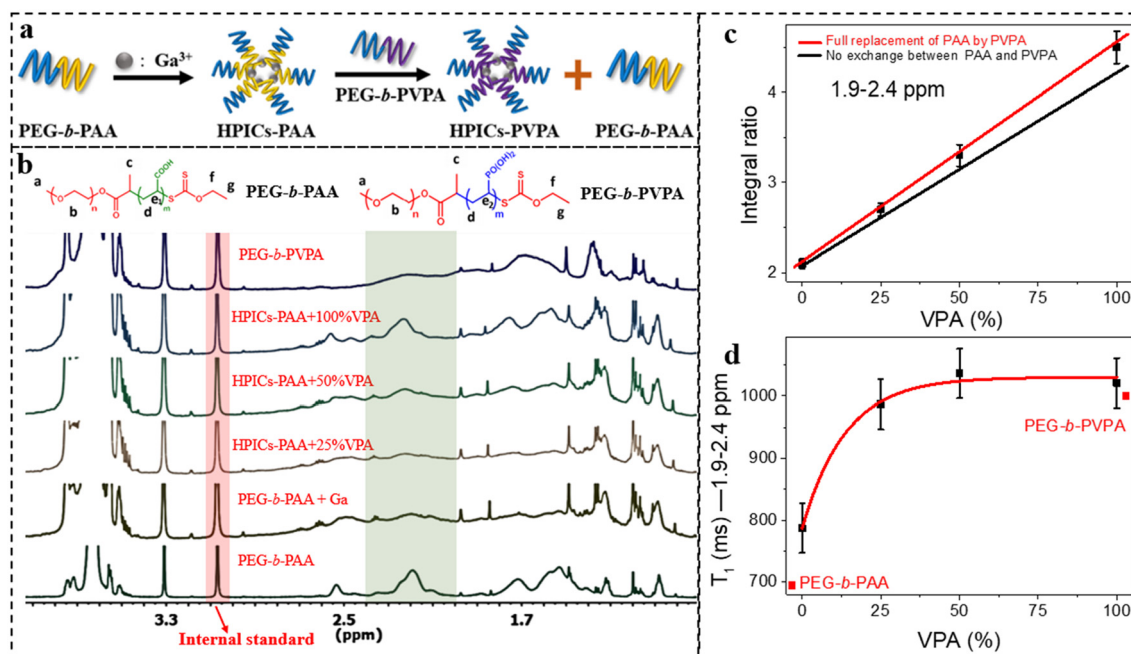 a
: Ga³⁺
PEG-b-PAA
HPICs-PAA
PEG-b-PVPA
HPICs-PVPA
PEG-b-PAA
b
a
b
O
n
O
O
c
COOH
d
e₁
m
S
S
O
f
g
PEG-b-PAA
a
b
O
n
O
O
c
PO(OH)₂
d
e₂
m
S
S
O
f
g
PEG-b-PVPA
PEG-b-PVPA
HPICs-PAA+100%VPA
HPICs-PAA+50%VPA
HPICs-PAA+25%VPA
PEG-b-PAA + Ga
PEG-b-PAA
3.3
2.5
1.7
(ppm)
Internal standard
c
Full replacement of PAA by PVPA
No exchange between PAA and PVPA
1.9-2.4 ppm
Integral ratio
4
3
2
0
25
50
100
VPA (%)
d
T₁ (ms) —1.9-2.4 ppm
1000
900
800
700
PEG-b-PVPA
PEG-b-PAA
0
25
50
100
VPA (%)